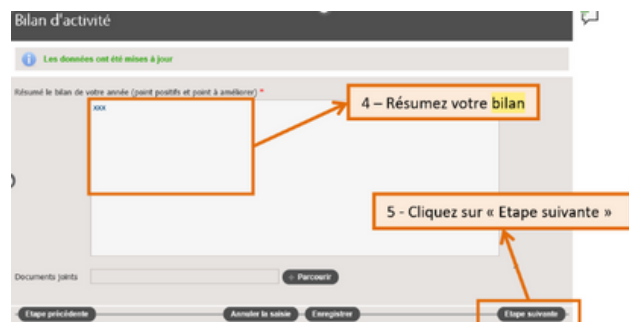 Bilan d'activité
Les données ont été mises à jour
Résumé le bilan de votre année (point positifs et point à améliorer) *
xxx
4 – Résumez votre bilan
5 - Cliquez sur « Etape suivante »
Documents joints
+ Parcourir
Etape précédente Annuler la saisie Enregistrer Etape suivante